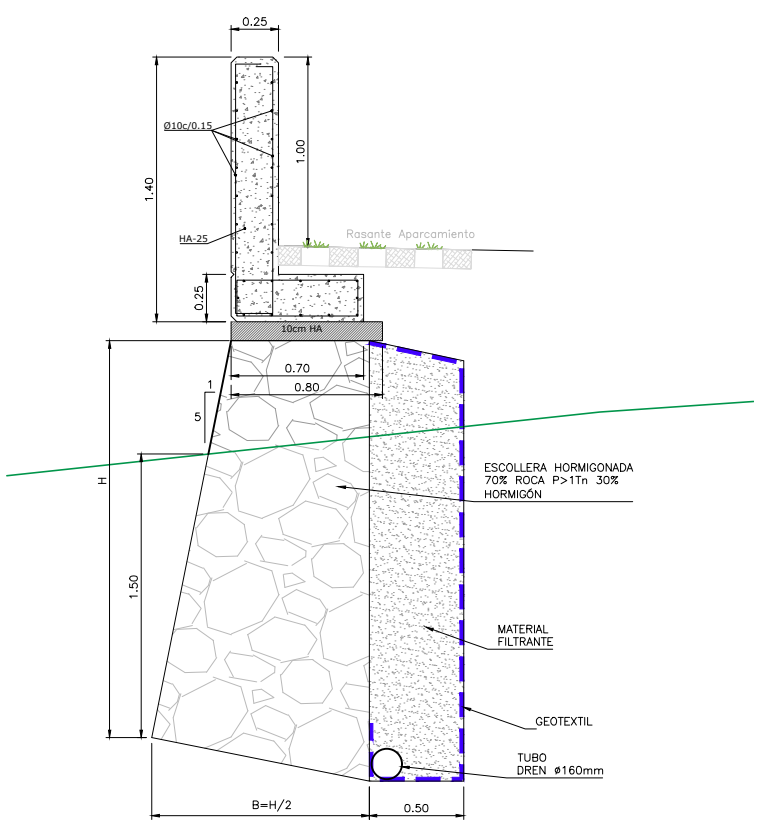 0.25
Ø10c/0.15
1.00
1.40
Rasante Aparcamiento
HA-25
0.25
10cm HA
0.70
0.80
1
5
H
ESCOLLERA HORMIGONADA
70% ROCA P>1Tn 30%
HORMIGÓN
1.50
MATERIAL
FILTRANTE
GEOTEXTIL
TUBO
DREN ø160mm
B=H/2
0.50